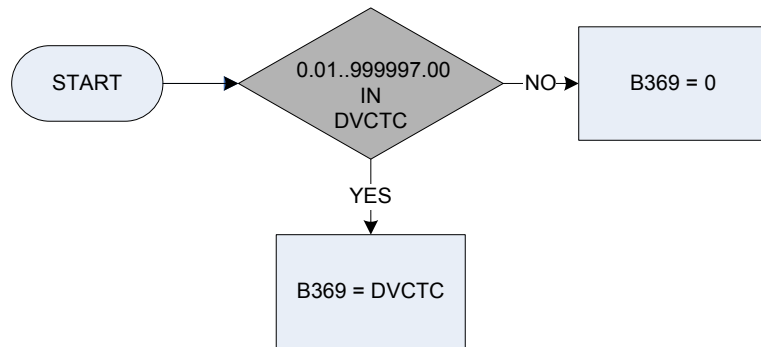 START
0.01..999997.00
IN
DVCTC
NO
B369 = 0
YES
B369 = DVCTC